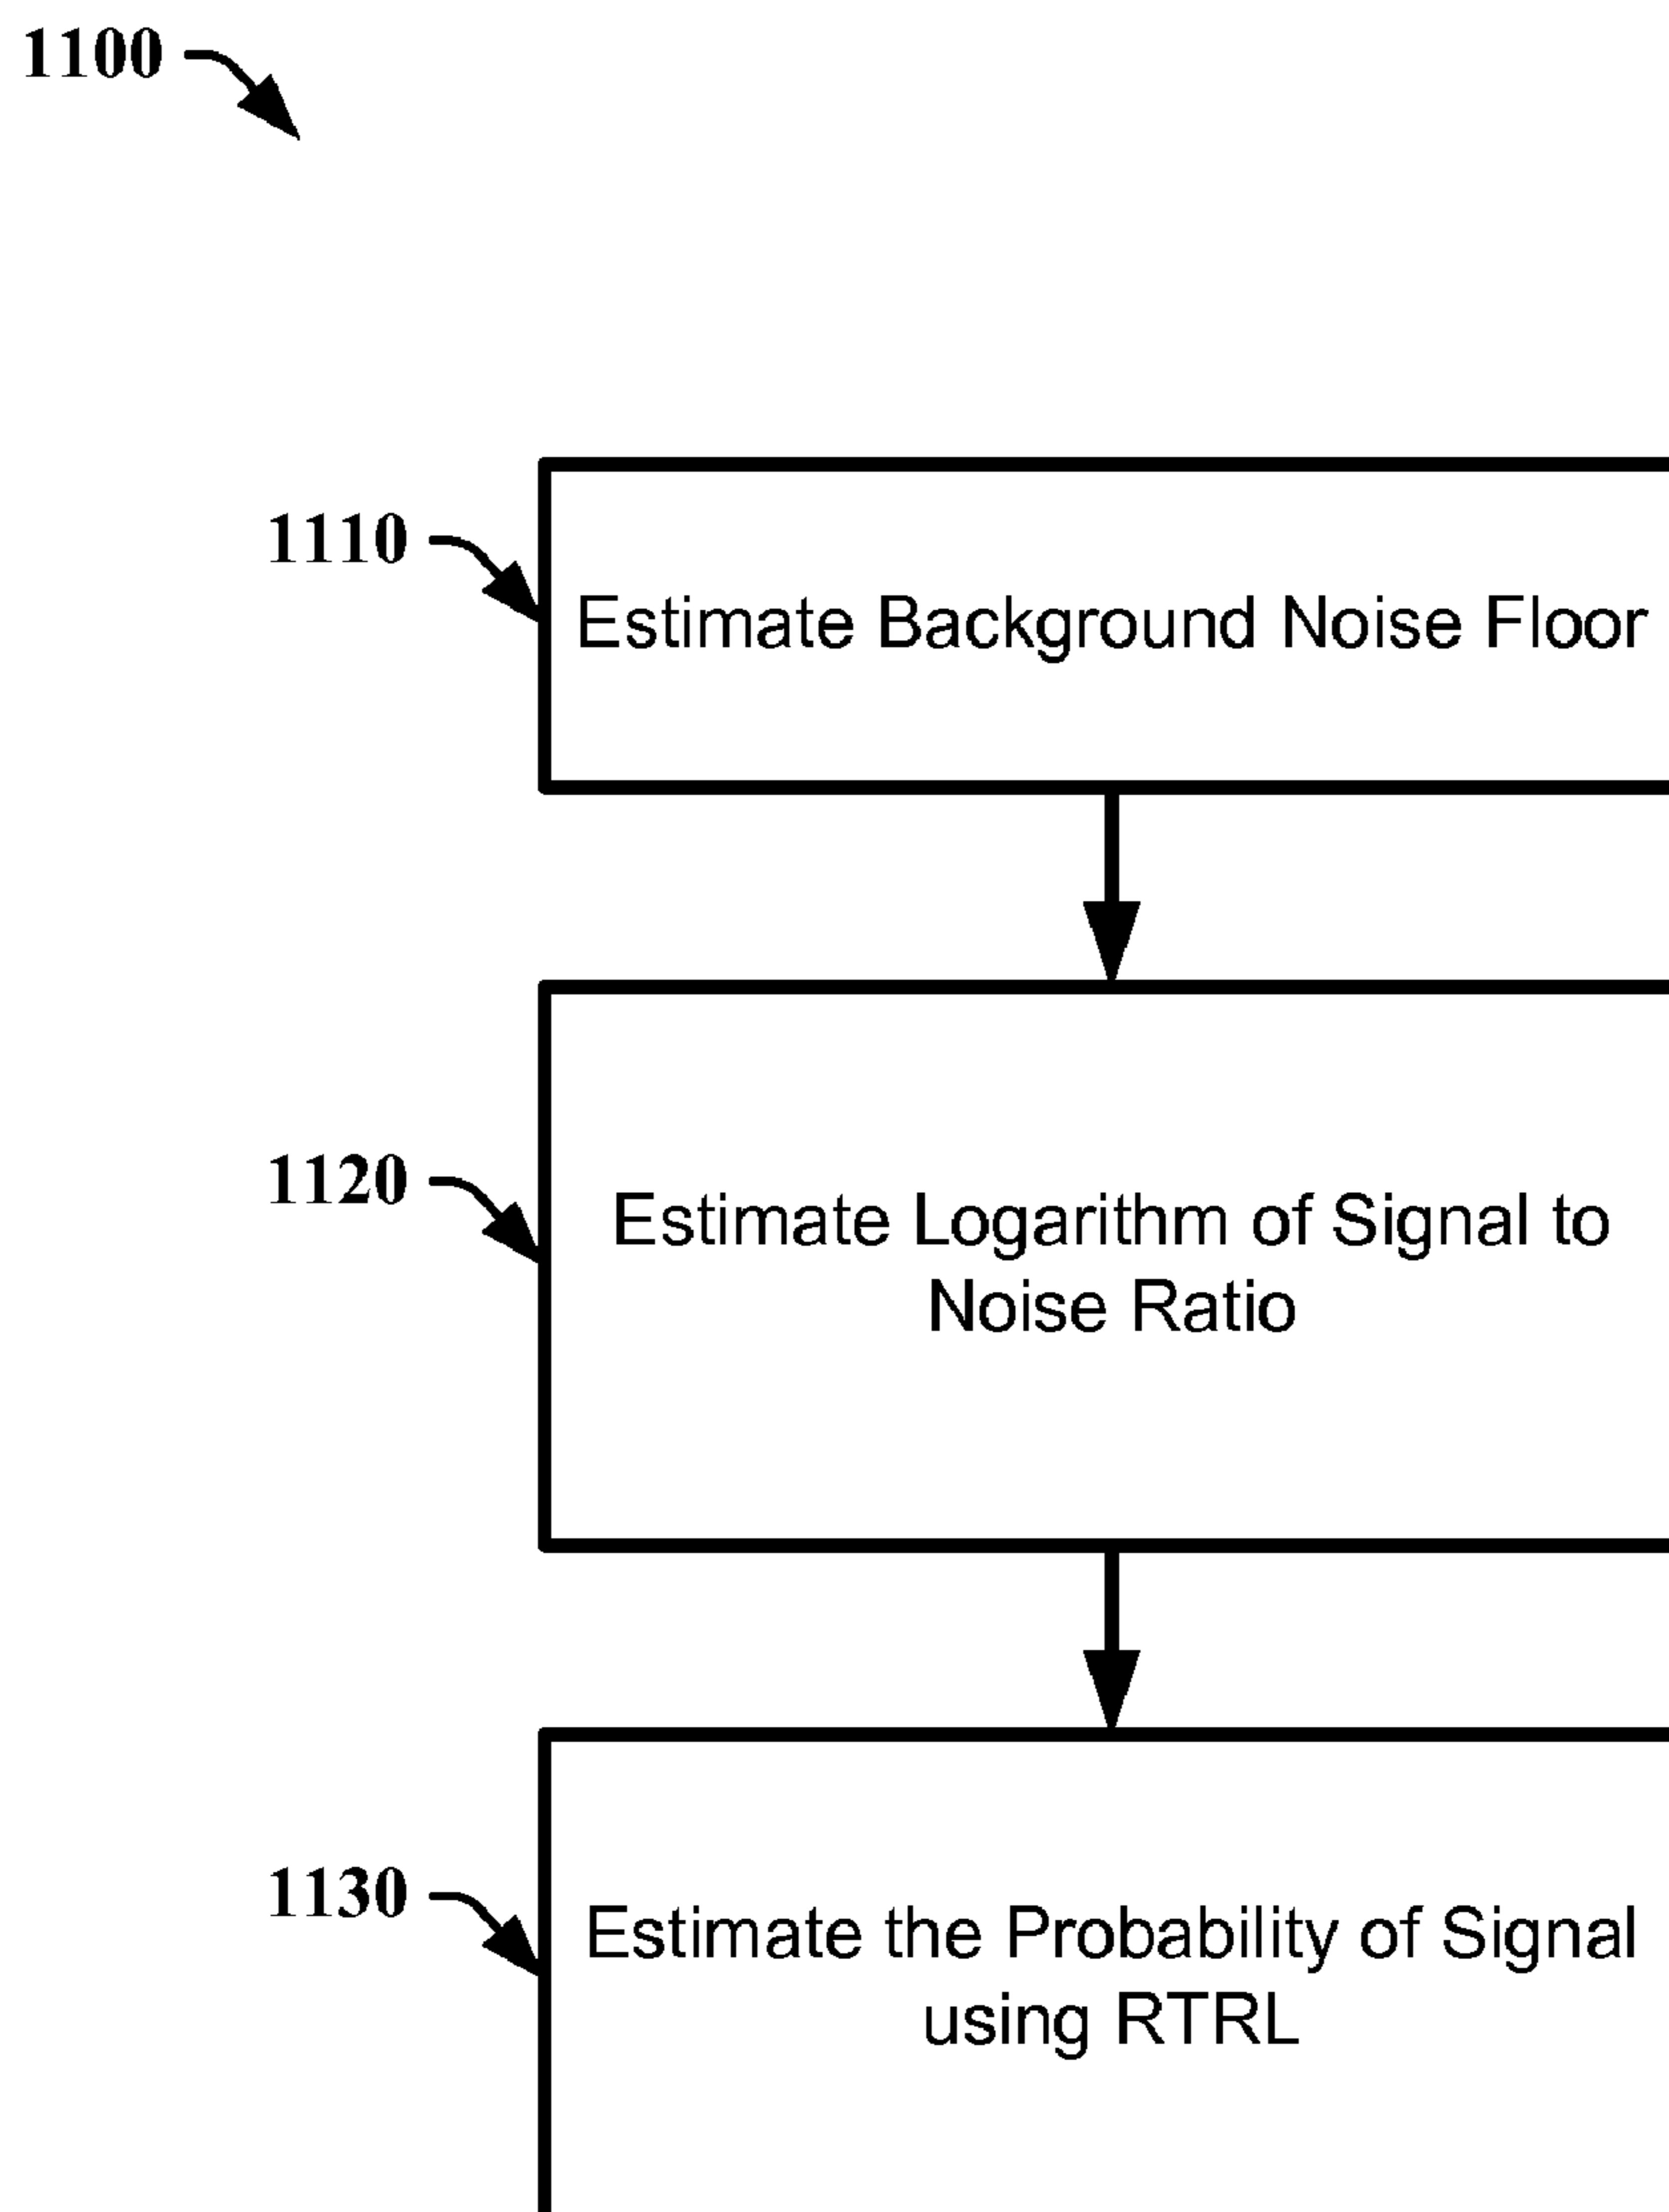 1100
1110
Estimate Background Noise Floor
1120
Estimate Logarithm of Signal to
Noise Ratio
1130
Estimate the Probability of Signal
using RTRL